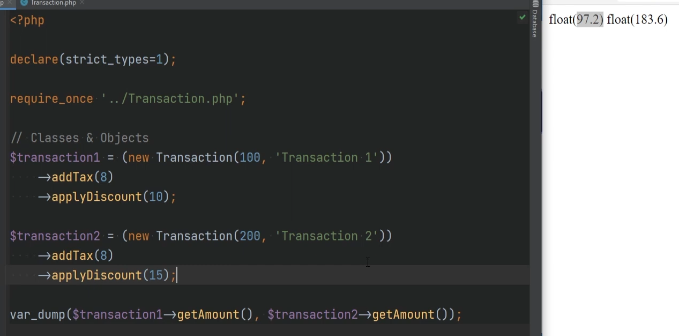 Transaction.php
<?php
declare(strict_types=1);
require_once '../Transaction.php';
// Classes & Objects
$transaction1 = (new Transaction(100, 'Transaction 1'))
->addTax(8)
->applyDiscount(10);
$transaction2 = (new Transaction(200, 'Transaction 2'))
->addTax(8)
->applyDiscount(15);
var_dump($transaction1->getAmount(), $transaction2->getAmount());
Database
float(97.2) float(183.6)